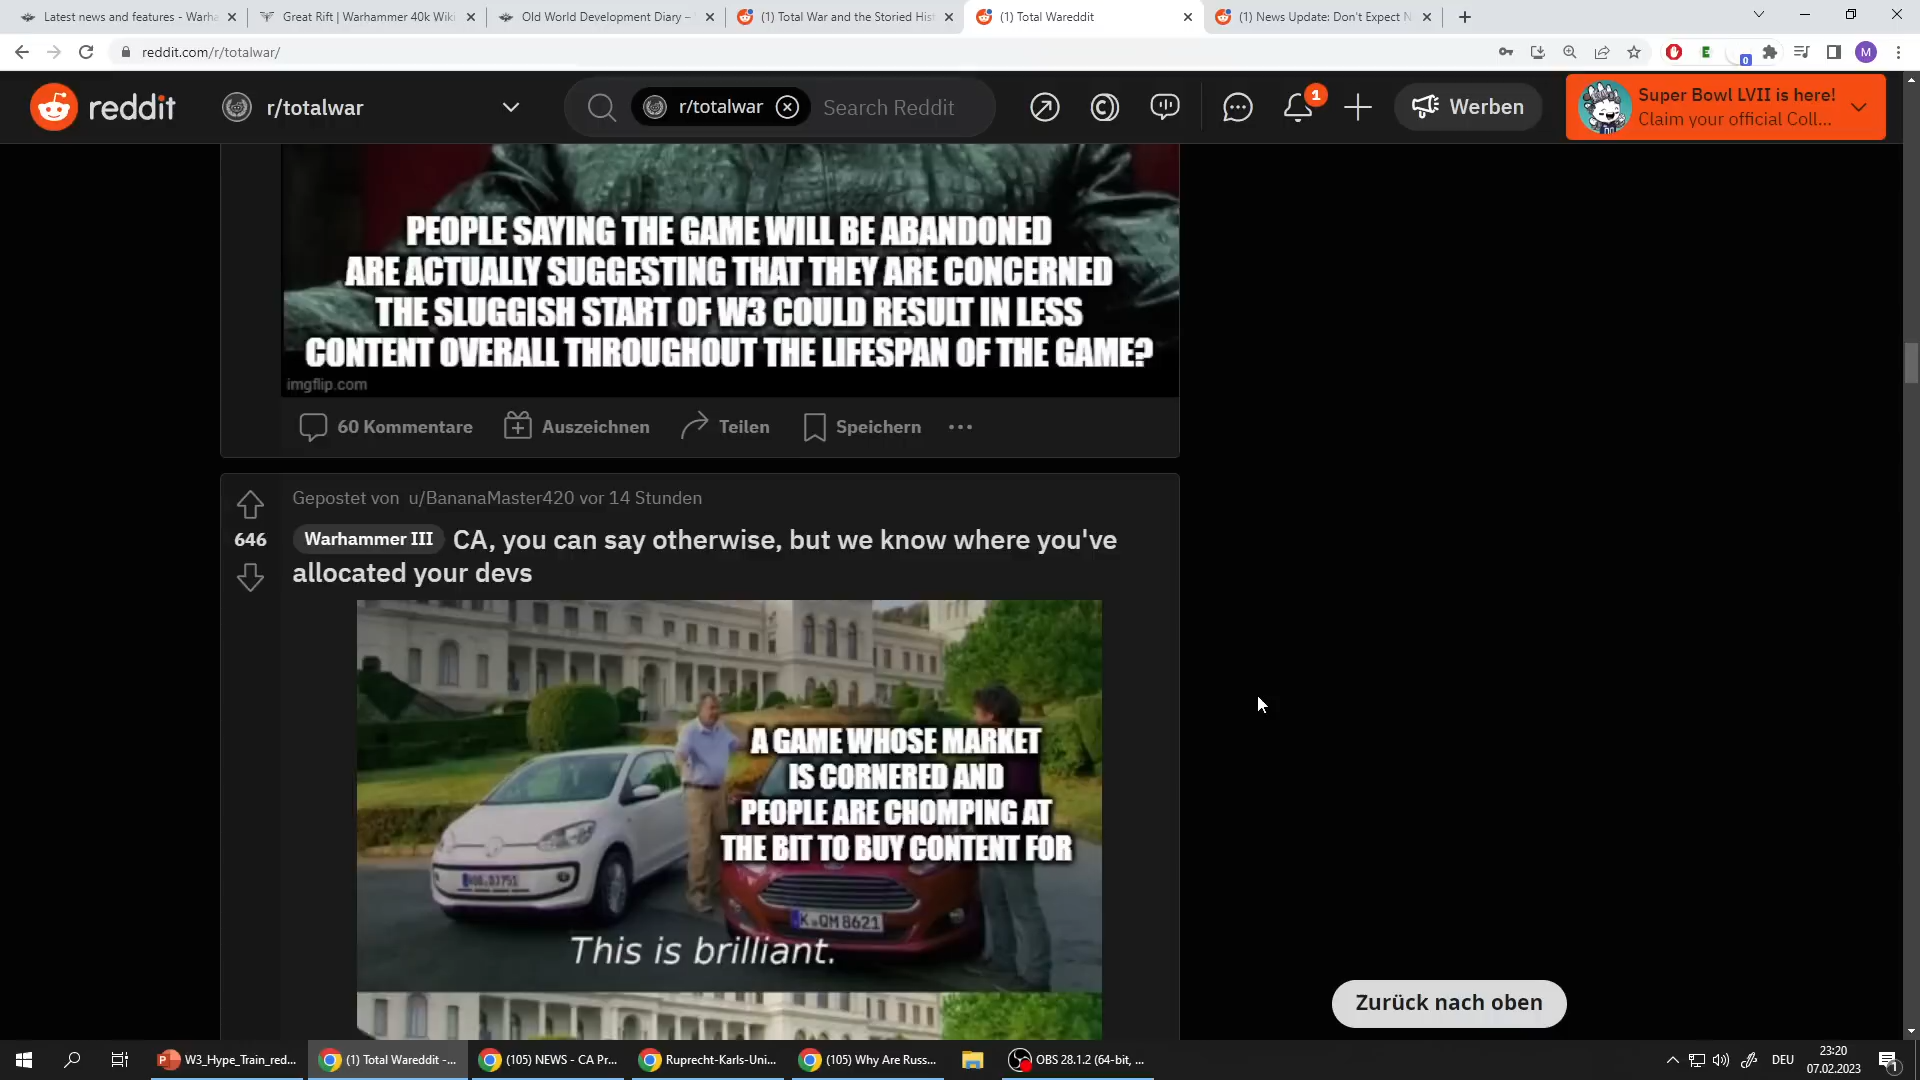 Latest news and features - Warha
Great Rift | Warhammer 40k Wiki
Old World Development Diary –
(1) Total War and the Storied Hist
(1) Total Wareddit
(1) News Update: Don't Expect N
reddit.com/r/totalwar/
E
0
M
reddit
r/totalwar
r/totalwar
Search Reddit
1
Werben
Super Bowl LVII is here!
Claim your official Coll...
PEOPLE SAYING THE GAME WILL BE ABANDONED
ARE ACTUALLY SUGGESTING THAT THEY ARE CONCERNED
THE SLUGGISH START OF W3 COULD RESULT IN LESS
CONTENT OVERALL THROUGHOUT THE LIFESPAN OF THE GAME?
imgflip.com
60 Kommentare
Auszeichnen
Teilen
Speichern
Gepostet von u/BananaMaster420 vor 14 Stunden
646
Warhammer III CA, you can say otherwise, but we know where you've
allocated your devs
A GAME WHOSE MARKET
IS CORNERED AND
PEOPLE ARE CHOMPING AT
THE BIT TO BUY CONTENT FOR
K QM 8621
This is brilliant.
Zurück nach oben
W3_Hype_Train_red...
(1) Total Wareddit -...
(105) NEWS - CA Pr...
Ruprecht-Karls-Uni...
(105) Why Are Russ...
OBS 28.1.2 (64-bit, ...
DEU
23:20
07.02.2023
1